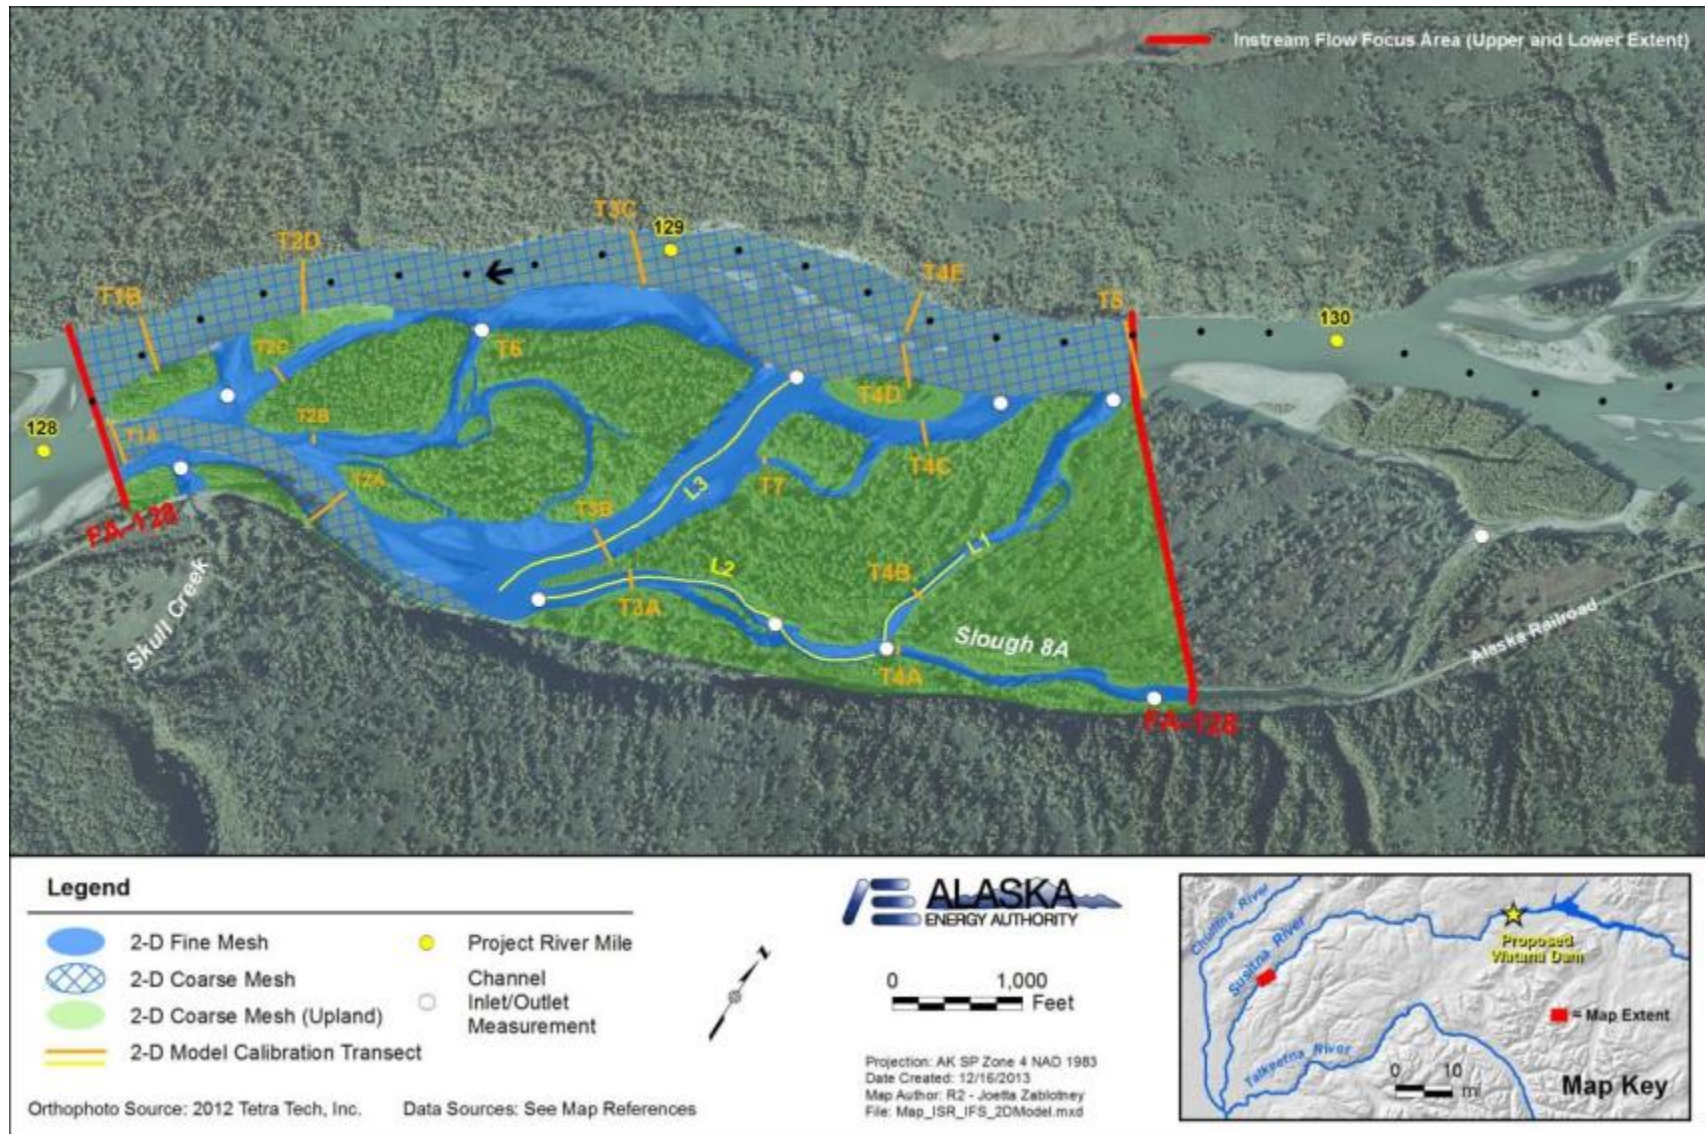 Instream Flow Focus Area (Upper and Lower Extent)
T3C
129
T2D
T4E
T1B
T5
130
T2C
T6
T4D
T2B
128
T1A
T4C
T2A
T7
L3
T3B
FA-128
L1
L2
T4B
Skull Creek
T3A
Slough 8A
Alaska Railroad
T4A
FA-128
Legend
2-D Fine Mesh
2-D Coarse Mesh
2-D Coarse Mesh (Upland)
2-D Model Calibration Transect
Project River Mile
Channel
Inlet/Outlet
Measurement
Orthophoto Source: 2012 Tetra Tech, Inc.
Data Sources: See Map References
N
ALASKA
ENERGY AUTHORITY
0 1,000
Feet
Projection: AK SP Zone 4 NAD 1983
Date Created: 12/16/2013
Map Author: R2 - Joetta Zablotney
File: Map_ISR_IFS_2DModel.mxd
Chulitna River
Susitna River
Proposed
Watana Dam
= Map Extent
Talkeetna River
0 10
mi
Map Key